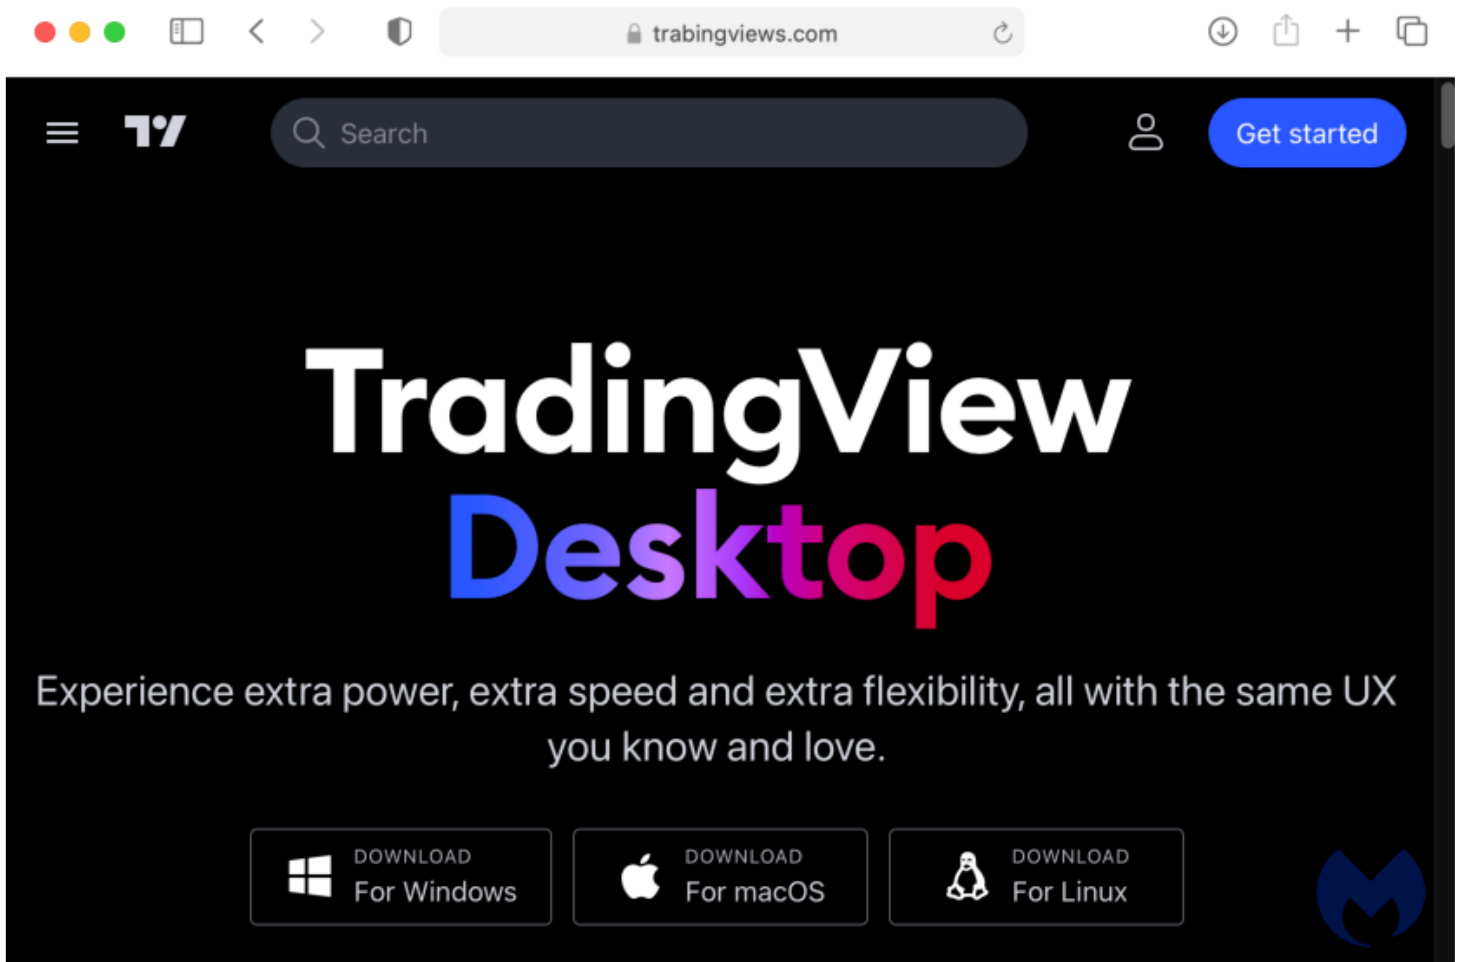 trabingviews.com
Search
Get started
TradingView
Desktop
Experience extra power, extra speed and extra flexibility, all with the same UX
you know and love.
DOWNLOAD
For Windows
DOWNLOAD
For macOS
DOWNLOAD
For Linux